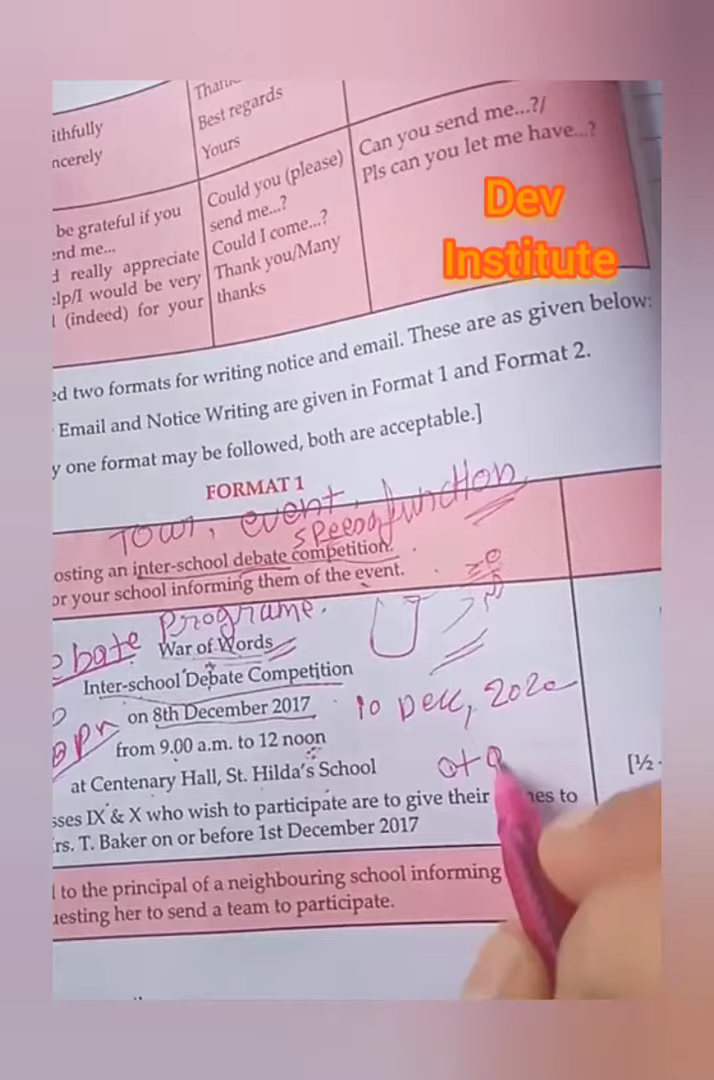 Than
ithfully
ncerely
Best regards
Yours
be grateful if you
nd me...
d really appreciate
elp/I would be very
l (indeed) for your
Could you (please)
send me...?
Could I come...?
Thank you/Many
thanks
Can you send me...?/
Pls can you let me have...?
Dev
Institute
ed two formats for writing notice and email. These are as given below:
Email and Notice Writing are given in Format 1 and Format 2.
y one format may be followed, both are acceptable.]
FORMAT 1
Tour, event, function
speech
osting an inter-school debate competition.
or your school informing them of the event.
ebate Programe.
War of Words
Inter-school Debate Competition
on 8th December 2017
10 Dec, 2020
from 9.00 a.m. to 12 noon
at 9
at Centenary Hall, St. Hilda's School
[½
sses IX & X who wish to participate are to give their mes to
rs. T. Baker on or before 1st December 2017
l to the principal of a neighbouring school informing
uesting her to send a team to participate.